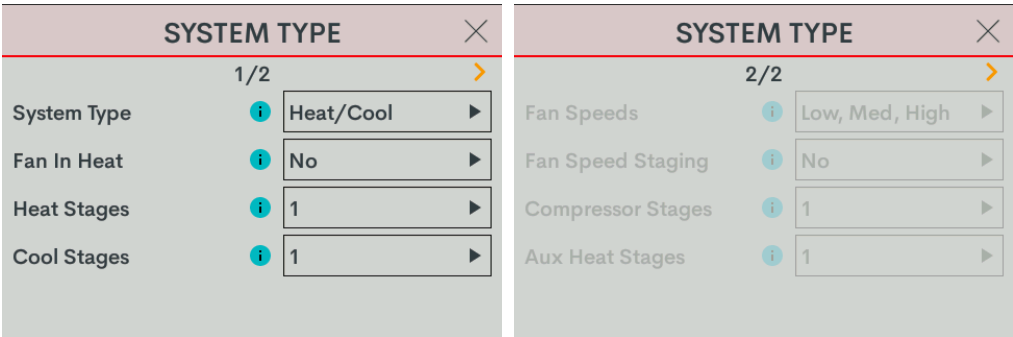 SYSTEM TYPE
1/2
System Type i Heat/Cool
Fan In Heat i No
Heat Stages i 1
Cool Stages i 1
SYSTEM TYPE
2/2
Fan Speeds i Low, Med, High
Fan Speed Staging i No
Compressor Stages i 1
Aux Heat Stages i 1